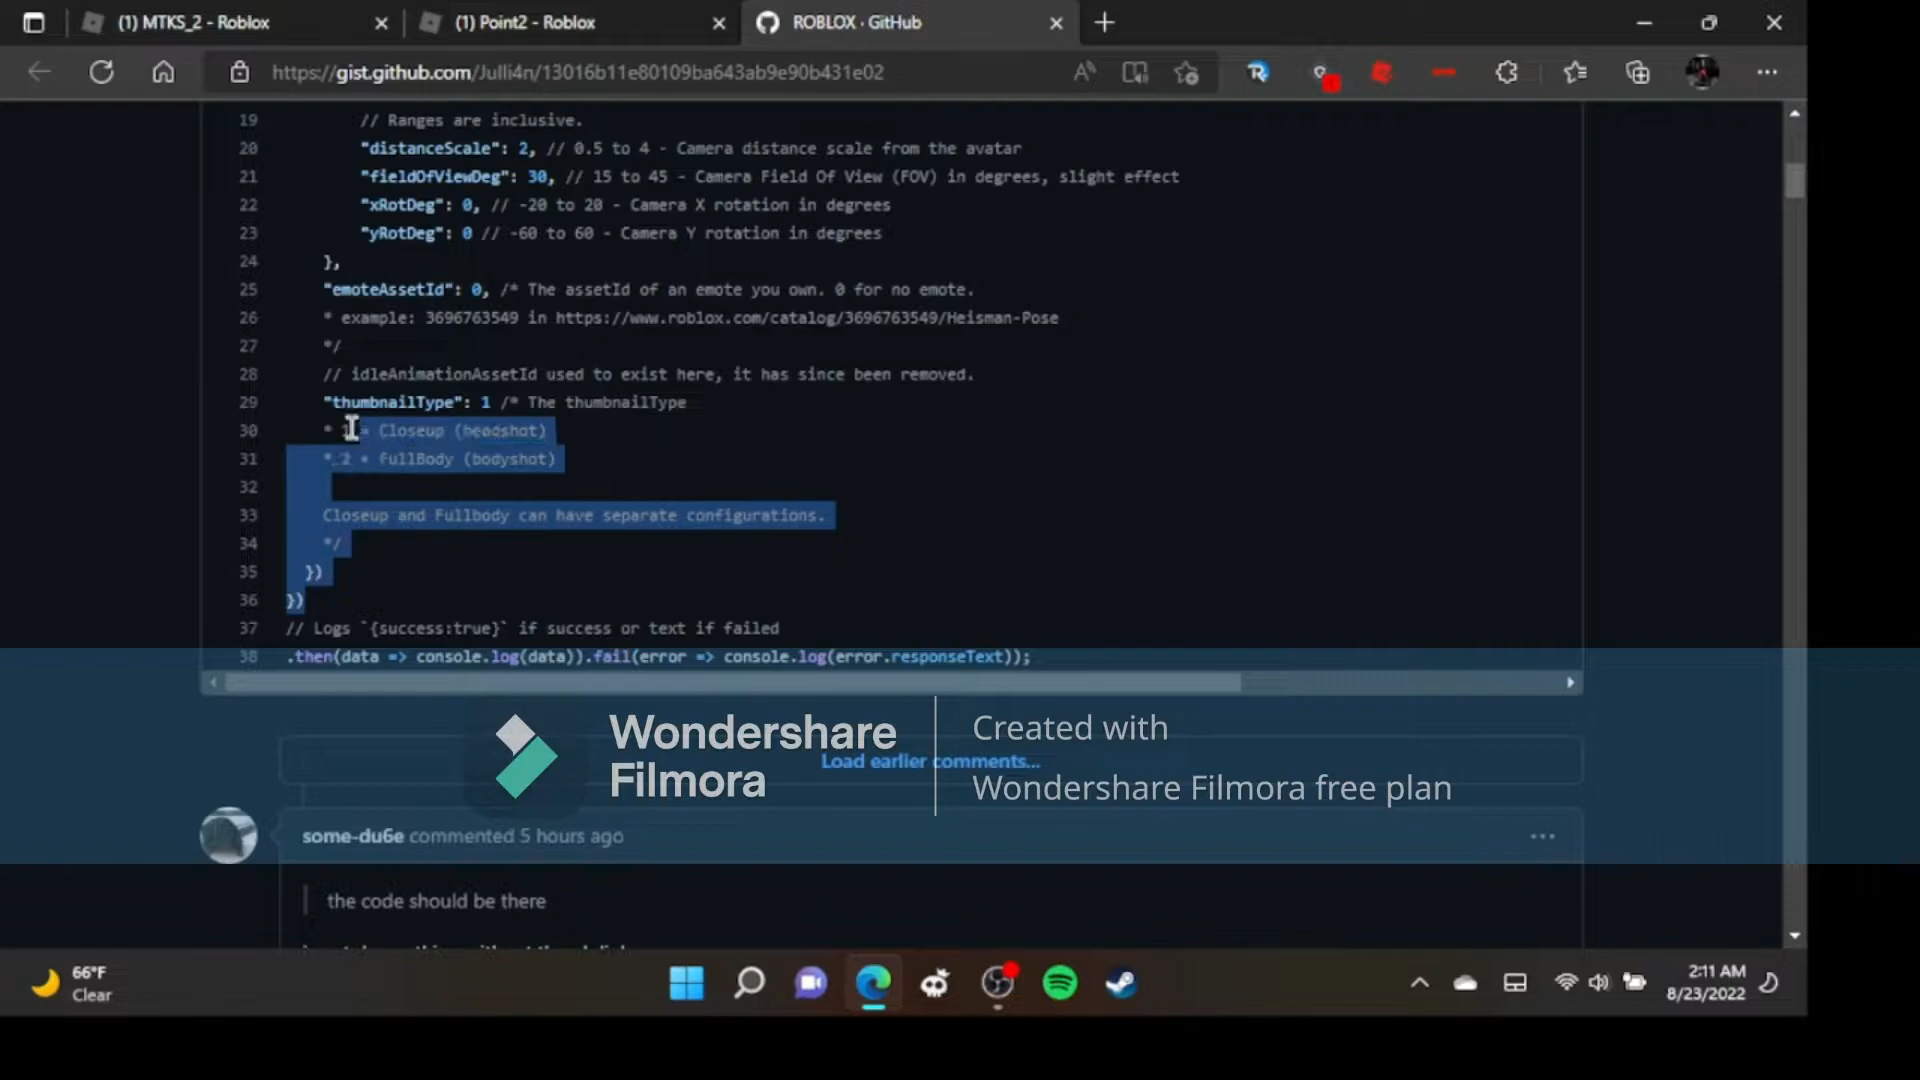 (1) MTKS_2 - Roblox
(1) Point2 - Roblox
ROBLOX · GitHub
https://gist.github.com/Julli4n/13016b11e80109ba643ab9e90b431e02
19 // Ranges are inclusive.
20 "distanceScale": 2, // 0.5 to 4 - Camera distance scale from the avatar
21 "fieldOfViewDeg": 30, // 15 to 45 - Camera Field Of View (FOV) in degrees, slight effect
22 "xRotDeg": 0, // -20 to 20 - Camera X rotation in degrees
23 "yRotDeg": 0 // -60 to 60 - Camera Y rotation in degrees
24 },
25 "emoteAssetId": 0, /* The assetId of an emote you own. 0 for no emote.
26 * example: 3696763549 in https://www.roblox.com/catalog/3696763549/Heisman-Pose
27 */
28 // idleAnimationAssetId used to exist here, it has since been removed.
29 "thumbnailType": 1 /* The thumbnailType
30 * 1 = Closeup (headshot)
31 * 2 = FullBody (bodyshot)
32
33 Closeup and Fullbody can have separate configurations.
34 */
35 })
36 })
37 // Logs `{success:true}` if success or text if failed
38 .then(data => console.log(data)).fail(error => console.log(error.responseText));
Load earlier comments...
Wondershare
Filmora
Created with
Wondershare Filmora free plan
some-du6e commented 5 hours ago
the code should be there
66°F
Clear
2:11 AM
8/23/2022